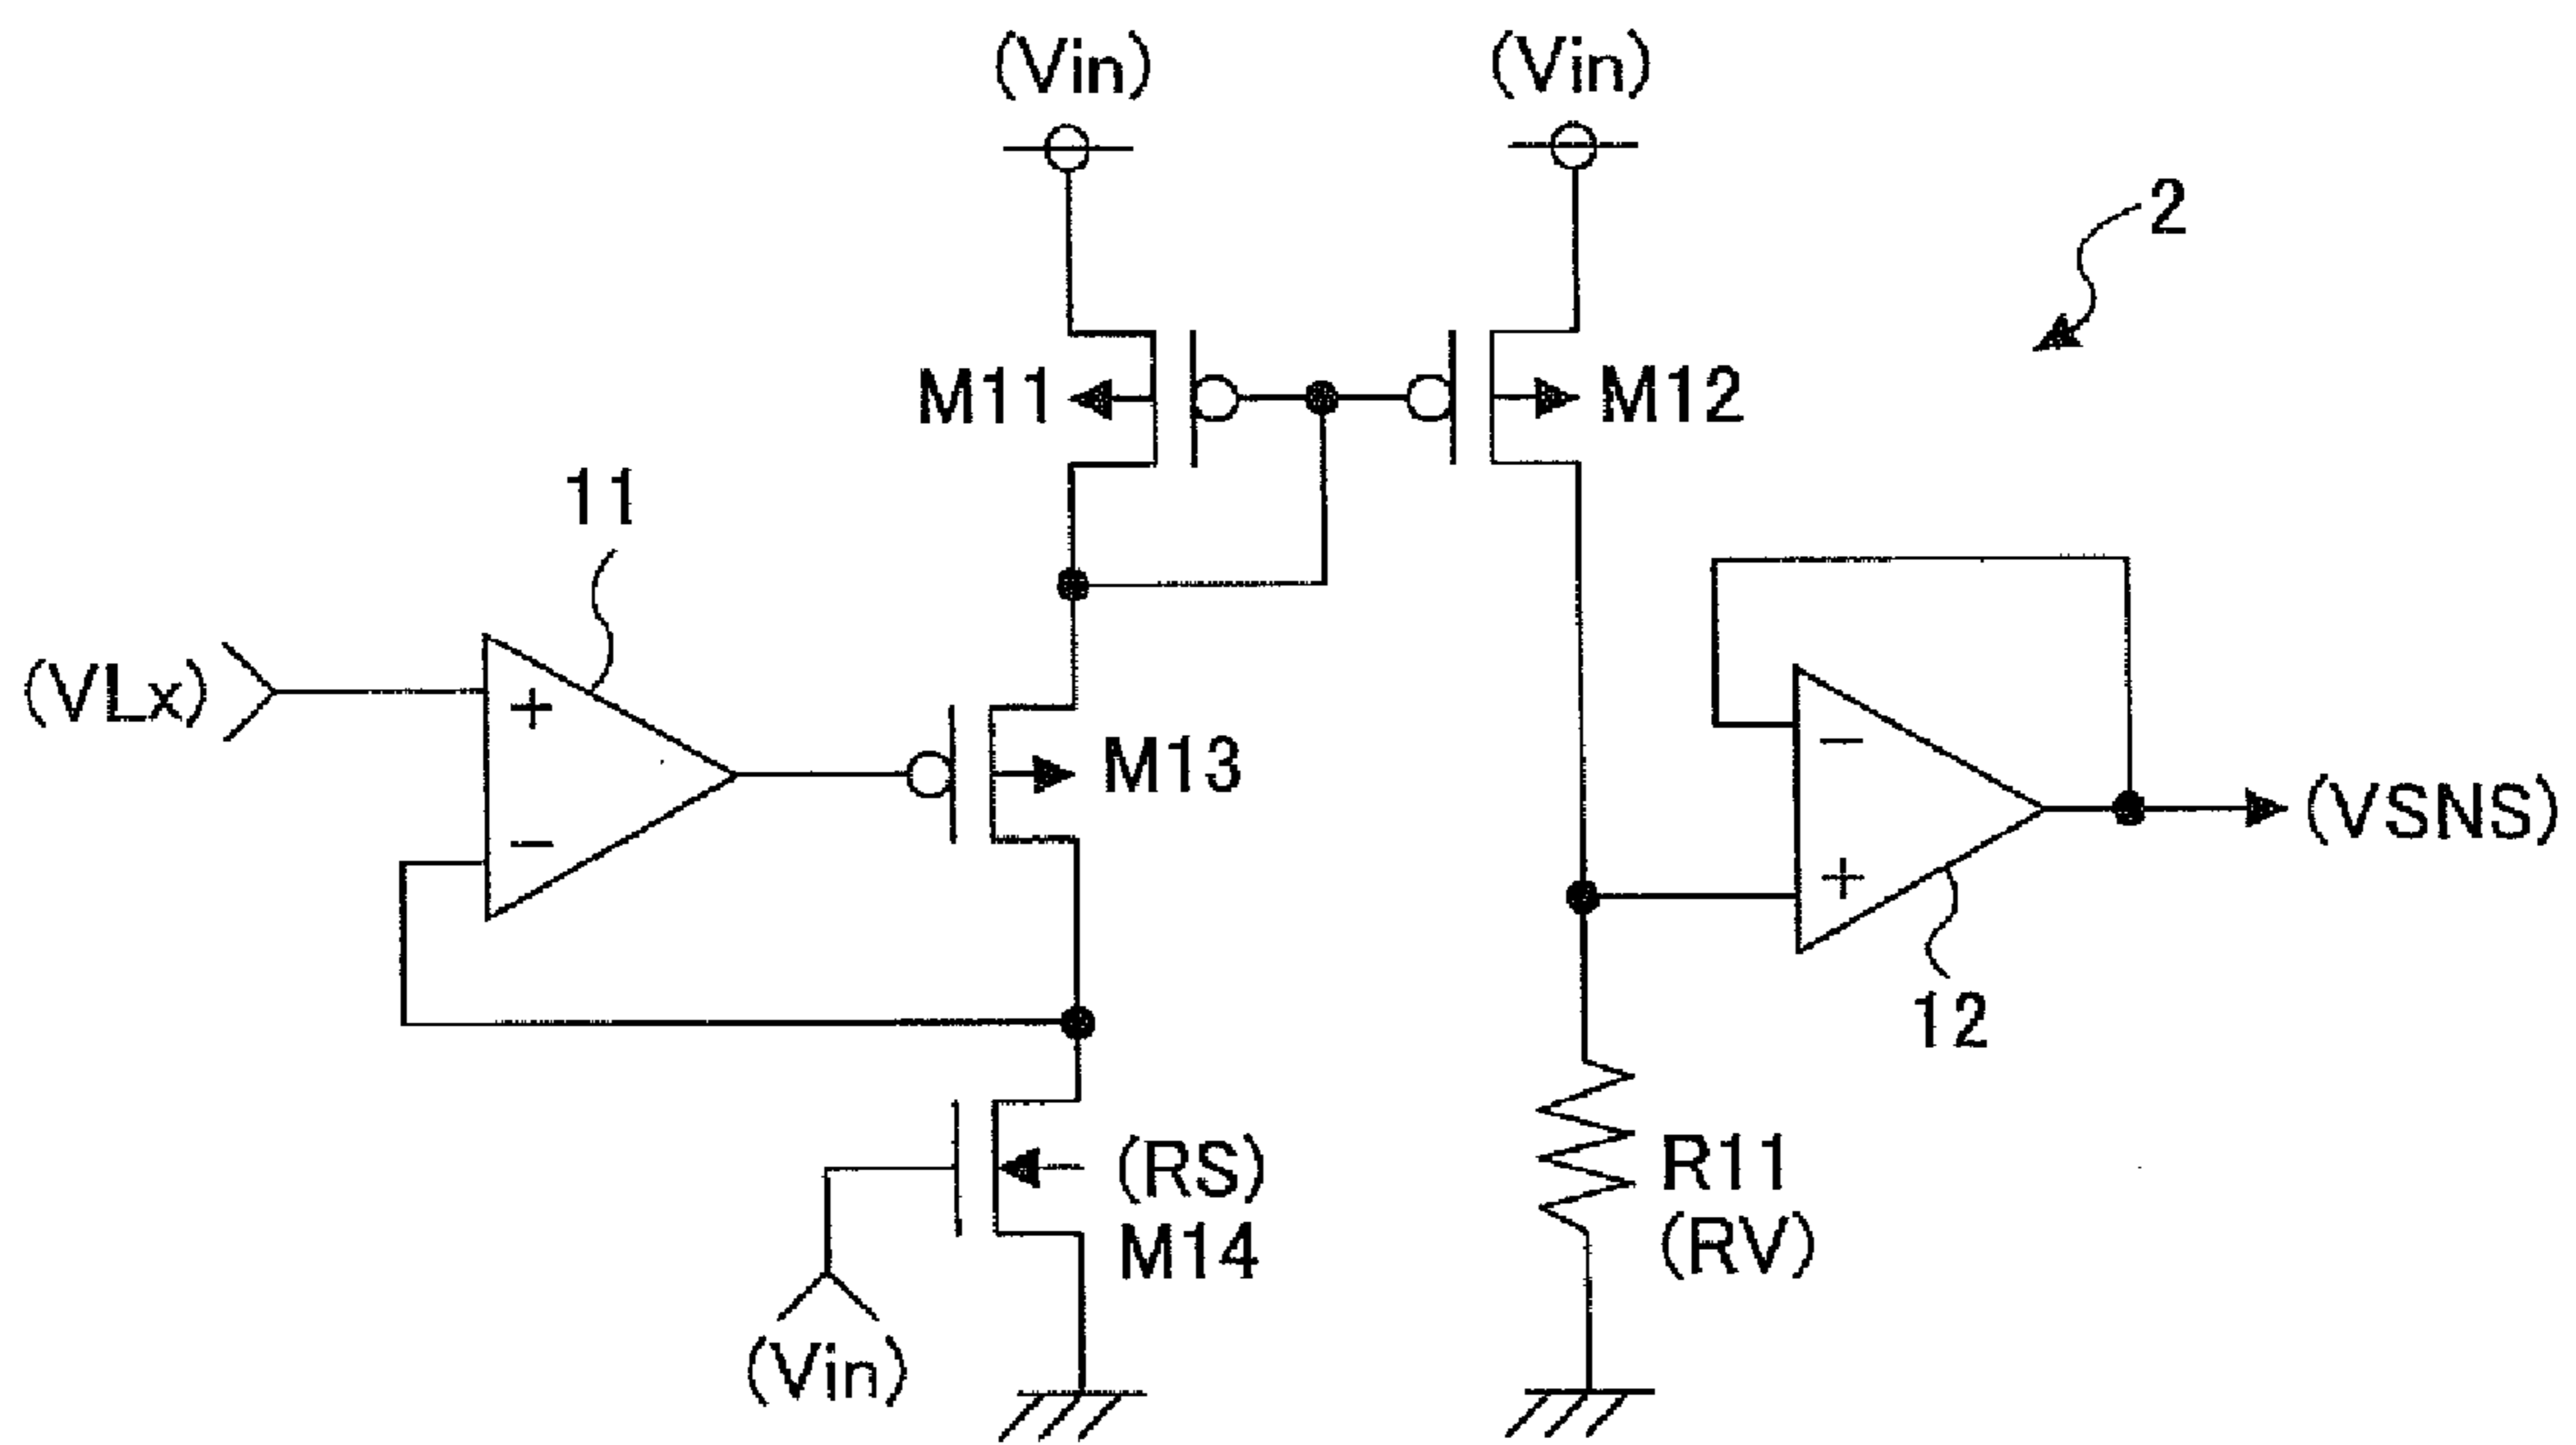 (Vin)
(Vin)
2
M11
M12
11
(VLx)
+
−
M13
−
+
(VSNS)
12
(RS)
M14
R11
(RV)
(Vin)